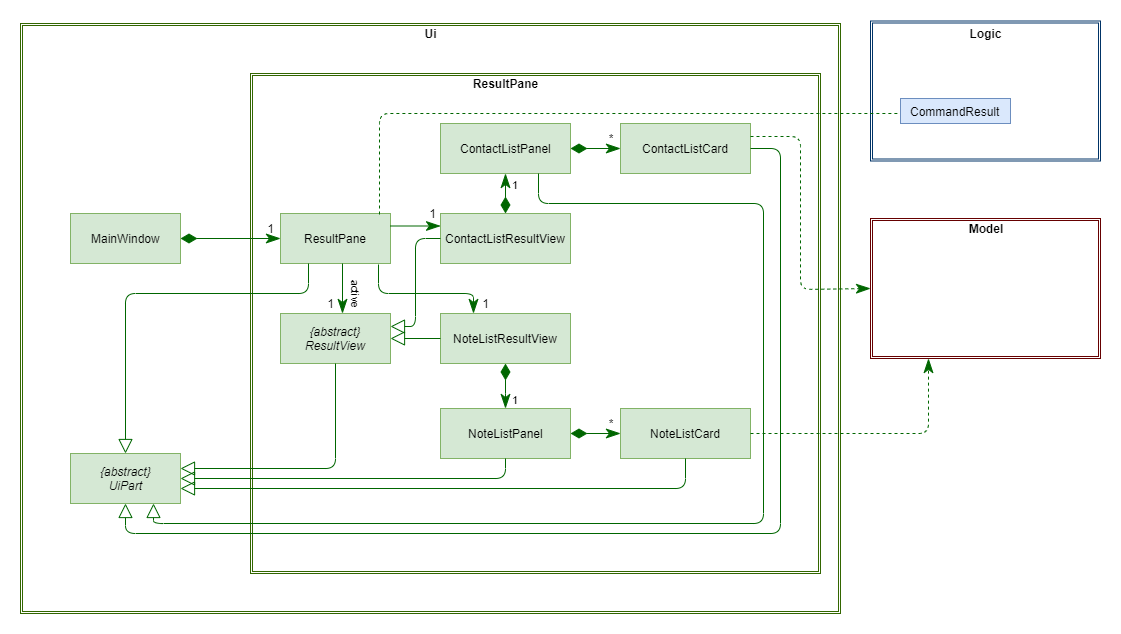 Ui
Logic
ResultPane
CommandResult
ContactListPanel
*
ContactListCard
1
MainWindow
1
ResultPane
1
ContactListResultView
Model
active
1
1
{abstract}
ResultView
NoteListResultView
1
NoteListPanel
*
NoteListCard
{abstract}
UiPart